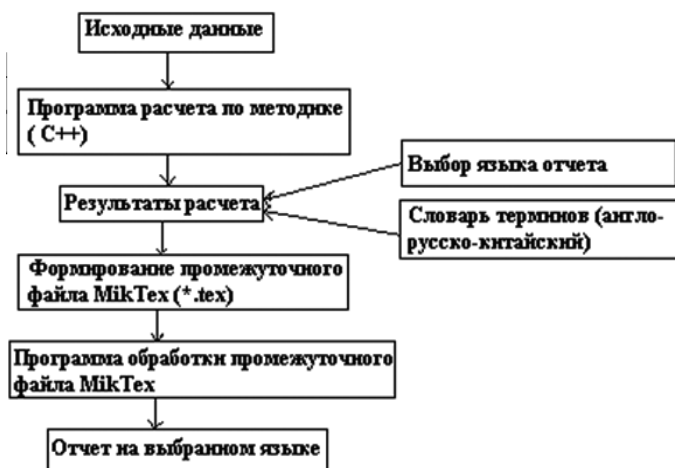 Исходные данные
Программа расчета по методике
( С++)
Выбор языка отчета
Результаты расчета
Словарь терминов (англо-
русско-китайский)
Формирование промежуточного
файла MikTex (*.tex)
Программа обработки промежуточного
файла MikTex
Отчет на выбранном языке